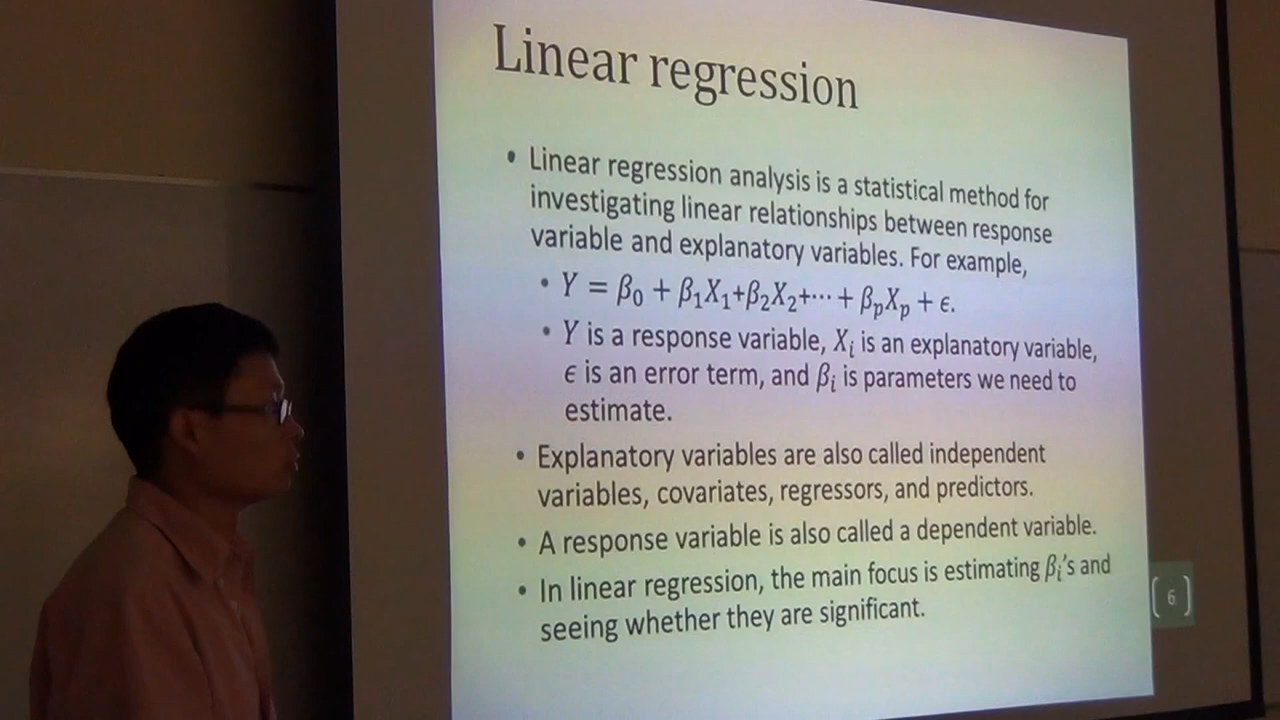 Linear regression
• Linear regression analysis is a statistical method for
investigating linear relationships between response
variable and explanatory variables. For example,
• Y = β₀ + β₁X₁+β₂X₂+⋯ + βₚXₚ + ϵ.
• Y is a response variable, Xᵢ is an explanatory variable,
ϵ is an error term, and βᵢ is parameters we need to
estimate.
• Explanatory variables are also called independent
variables, covariates, regressors, and predictors.
• A response variable is also called a dependent variable.
• In linear regression, the main focus is estimating βᵢ's and
seeing whether they are significant.
6